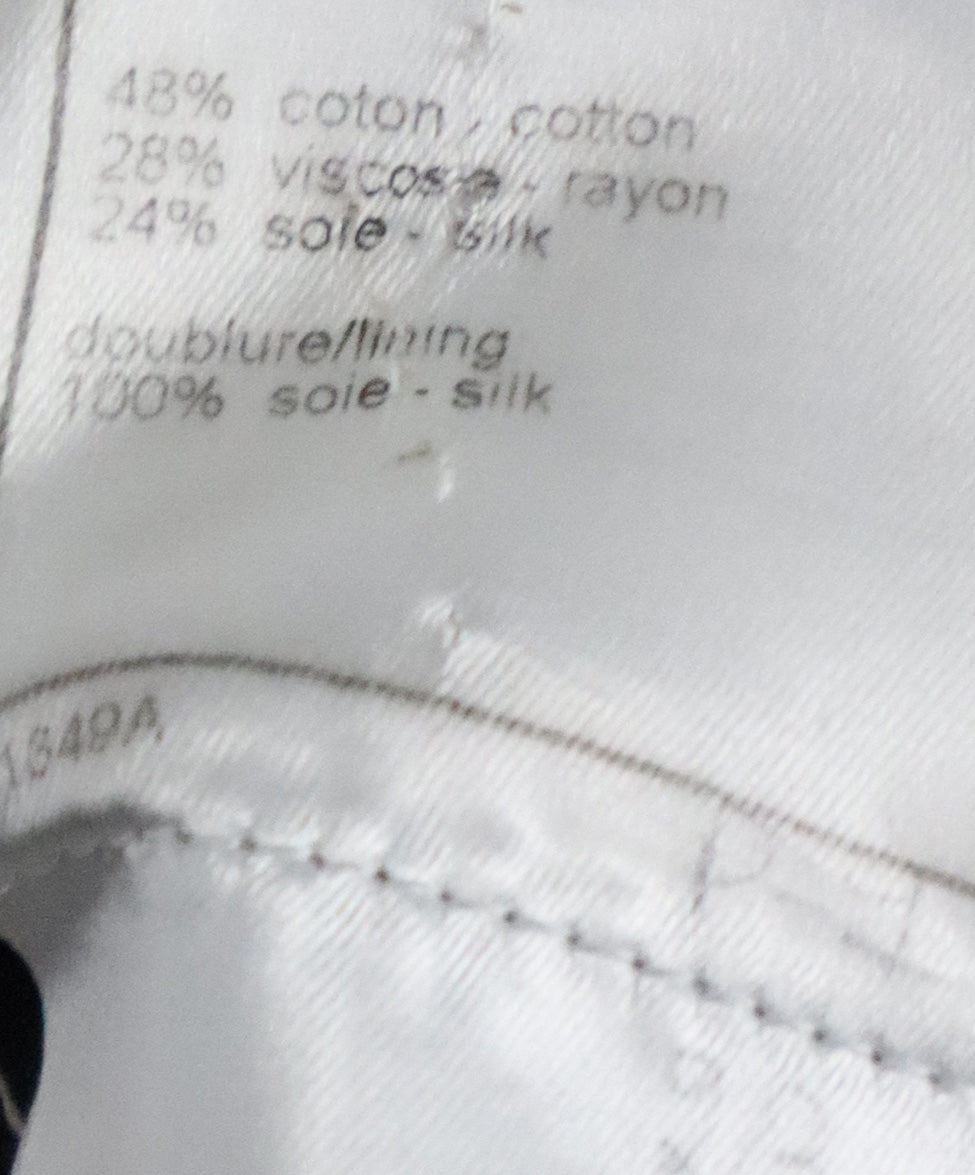 48% coton, cotton
28% viscose - rayon
24% soie - silk
doublure/lining
100% soie - silk
1849A